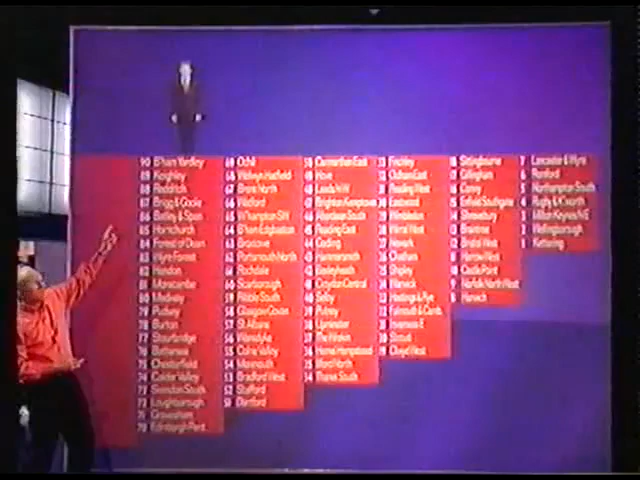 90 B'ham Yardley
89 Keighley
88 Redditch
87 Brigg & Goole
86 Batley & Spen
85 Hornchurch
84 Forest of Dean
83 Wyre Forest
82 Hendon
81 Morecambe
80 Medway
79 Pudsey
78 Burton
77 Stourbridge
76 Battersea
75 Chesterfield
74 Calder Valley
73 Swindon South
72 Loughborough
71 Gravesham
70 Edinburgh Pent
69 Ochil
68 Welwyn Hatfield
67 Brent North
66 Watford
65 Wimpton SW
64 B'ham Edgbaston
63 Broxtowe
62 Portsmouth North
61 Rochdale
60 Scarborough
59 Ribble South
58 Glasgow Govan
57 St Albans
56 Wansdyke
55 Colne Valley
54 Monmouth
53 Bradford West
52 Stafford
51 Dartford
50 Carmarthen East
49 Hove
48 Leeds NW
47 Brighton Kemptown
46 Aberdeen South
45 Reading East
44 Gedling
43 Hammersmith
42 Bexleyheath
41 Croydon Central
40 Selby
39 Putney
38 Upminster
37 The Wrekin
36 Hemel Hempstead
35 Ilford North
34 Thanet South
33 Finchley
32 Oldham East
31 Reading West
30 Eastwood
29 Wimbledon
28 Wirral West
27 Newark
26 Chatham
25 Shipley
24 Warwick
23 Hastings & Rye
22 Falmouth & Camb
21 Inverness E
20 Stroud
19 Clwyd West
18 Sittingbourne
17 Gillingham
16 Corby
15 Enfield Southgate
14 Shrewsbury
13 Braintree
12 Bristol West
11 Harrow West
10 Castle Point
9 Norfolk North West
8 Harwich
7 Lancaster & Wyre
6 Romford
5 Northampton South
4 Rugby & K'worth
3 Milton Keynes NE
2 Wellingborough
1 Kettering